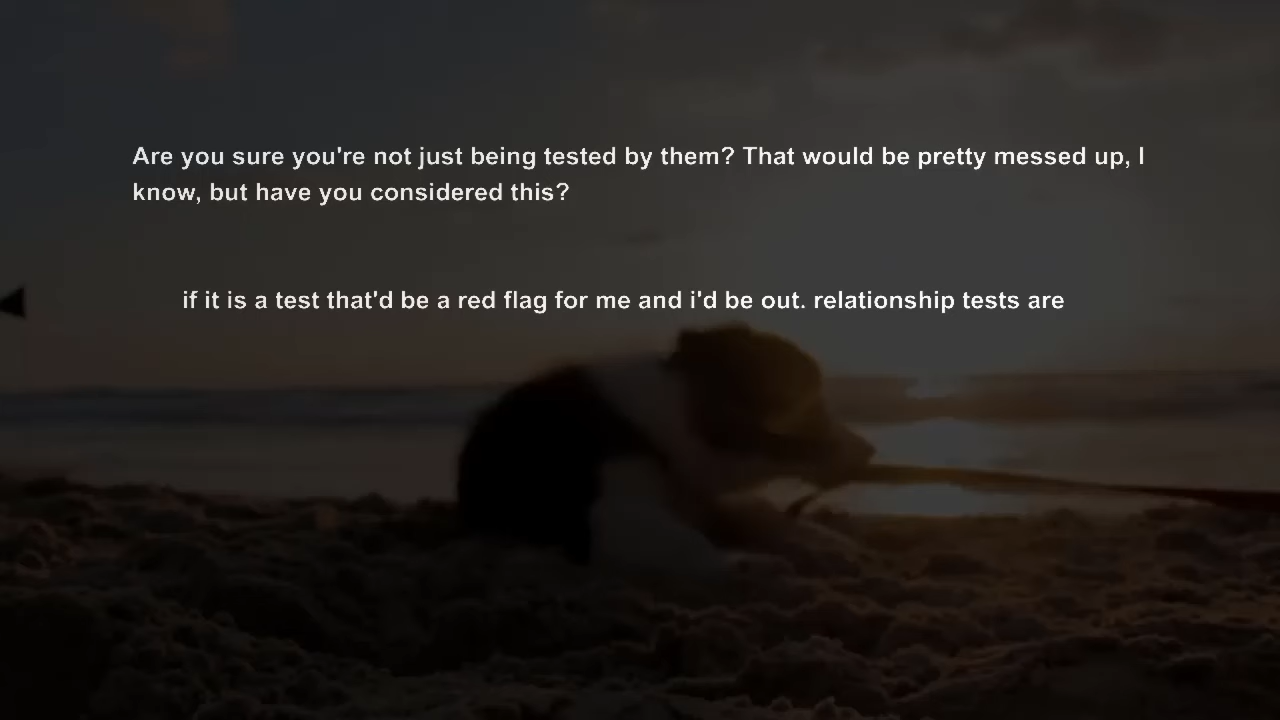 Are you sure you're not just being tested by them? That would be pretty messed up, I
know, but have you considered this?
if it is a test that'd be a red flag for me and i'd be out. relationship tests are